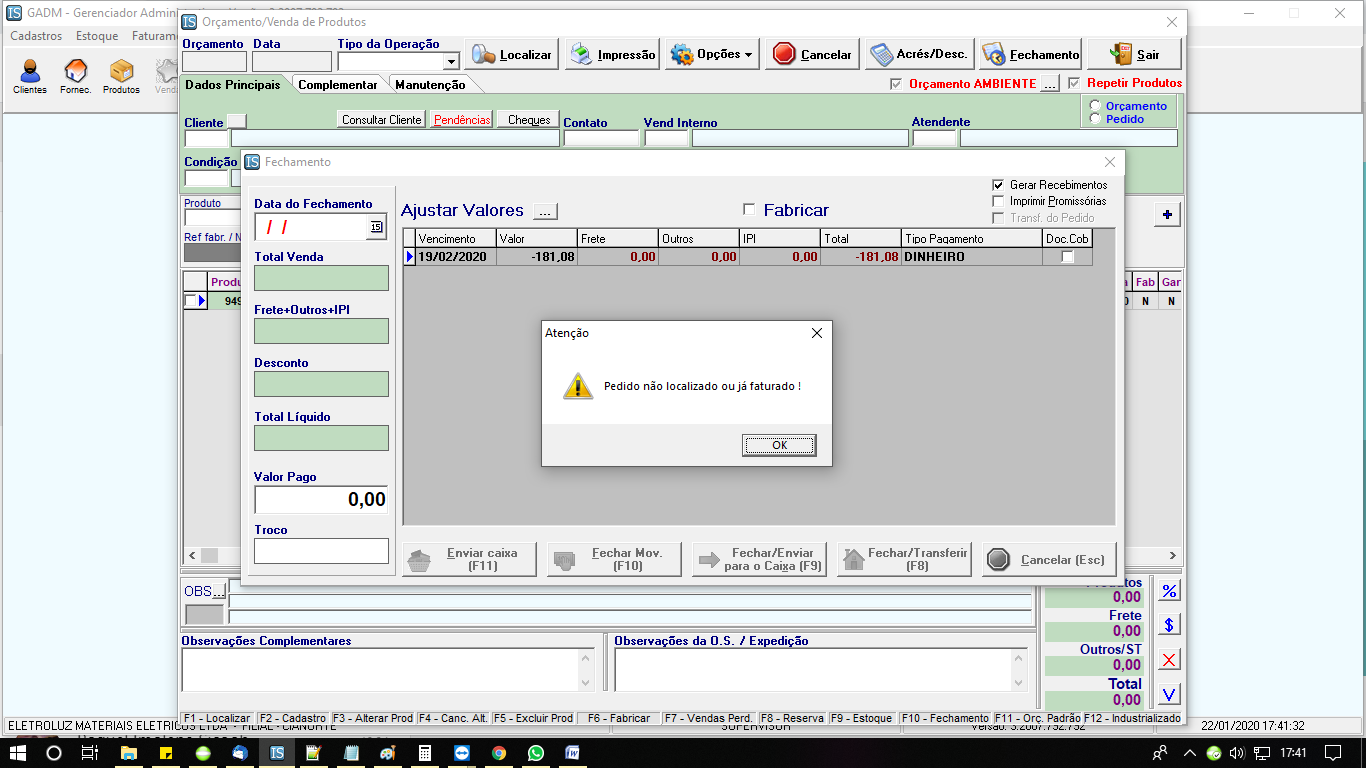 GADM - Gerenciador Admini
Orçamento/Venda de Produtos
Cadastros Estoque Faturam
Orçamento Data Tipo da Operação
Localizar Impressão Opções Cancelar Acrés/Desc. Fechamento Sair
Clientes Fornec. Produtos
Dados Principais Complementar Manutenção
Orçamento AMBIENTE ... Repetir Produtos
Orçamento
Pedido
Cliente Consultar Cliente Pendências Cheques Contato Vend Interno Atendente
Condição
Fechamento
Gerar Recebimentos
Imprimir Promissórias
Transf. do Pedido
Produto
Ref fabr. / N
Data do Fechamento
/ / 15
Ajustar Valores ... Fabricar
Vencimento Valor Frete Outros IPI Total Tipo Pagamento Doc.Cob
19/02/2020 -181,08 0,00 0,00 0,00 -181,08 DINHEIRO
Total Venda
Frete+Outros+IPI
Desconto
Total Líquido
Valor Pago
0,00
Troco
Produ Fab Gar
949 0 N N
Atenção
Pedido não localizado ou já faturado !
OK
Enviar caixa (F11)
Fechar Mov. (F10)
Fechar/Enviar para o Caixa (F9)
Fechar/Transferir (F8)
Cancelar (Esc)
OBS...
0,00
Frete
0,00
Outros/ST
0,00
Total
0,00
% $ X V
Observações Complementares Observações da O.S. / Expedição
F1 - Localizar F2 - Cadastro F3 - Alterar Prod F4 - Canc. Alt. F5 - Excluir Prod F6 - Fabricar F7 - Vendas Perd. F8 - Reserva F9 - Estoque F10 - Fechamento F11 - Orç. Padrão F12 - Industrializado
ELETROLUZ MATERIAIS ELETRICOS LTDA - FILIAL - CIANORTE
SUPERVISOR
Versão: 3.2007.792.792
22/01/2020 17:41:32
17:41